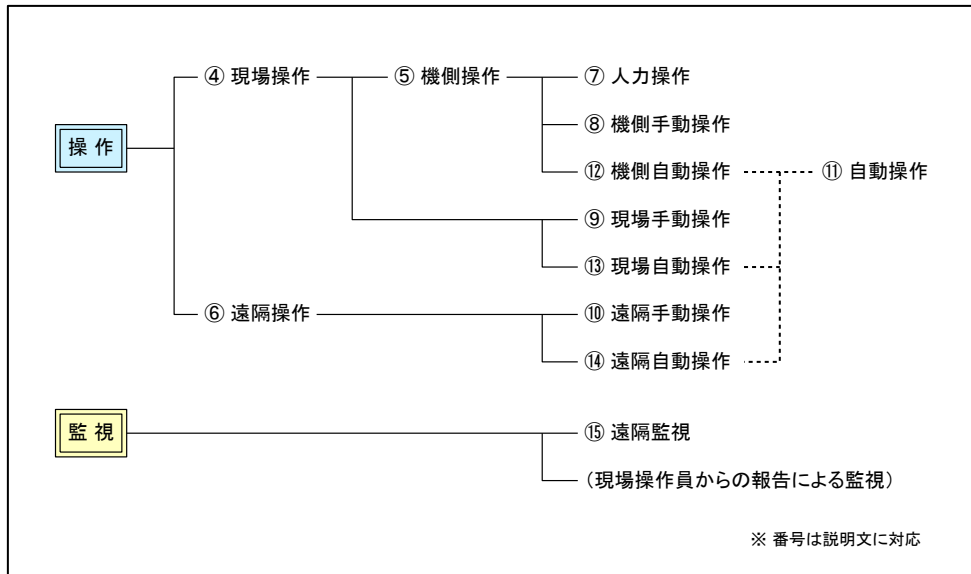 ④ 現場操作 ⑤ 機側操作 ⑦ 人力操作
操 作 ⑧ 機側手動操作
⑫ 機側自動操作 ⑪ 自動操作
⑨ 現場手動操作
⑬ 現場自動操作
⑥ 遠隔操作 ⑩ 遠隔手動操作
⑭ 遠隔自動操作
監 視 ⑮ 遠隔監視
（現場操作員からの報告による監視）
※ 番号は説明文に対応